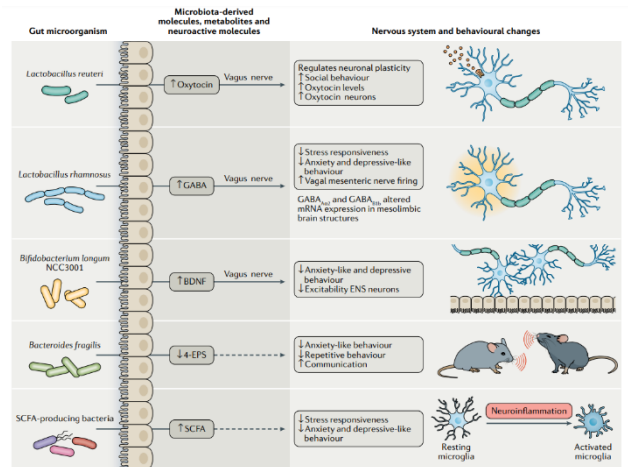 Gut microorganism
Microbiota-derived
molecules, metabolites and
neuroactive molecules
Nervous system and behavioural changes
Lactobacillus reuteri
↑Oxytocin
Vagus nerve
Regulates neuronal plasticity
↑Social behaviour
↑Oxytocin levels
↑Oxytocin neurons
Lactobacillus rhamnosus
↑GABA
Vagus nerve
↓Stress responsiveness
↓Anxiety and depressive-like
behaviour
↑Vagal mesenteric nerve firing
GABA and GABA altered
mRNA expression in mesolimbic
brain structures
Bifidobacterium longum
NCC3001
↑BDNF
Vagus nerve
↓Anxiety-like and depressive
behaviour
↓Excitability ENS neurons
Bacteroides fragilis
↓4-EPS
↓Anxiety-like behaviour
↓Repetitive behaviour
↑Communication
SCFA-producing bacteria
↑SCFA
↓Stress responsiveness
↓Anxiety and depressive-like
behaviour
Neuroinflammation
Resting
microglia
Activated
microglia